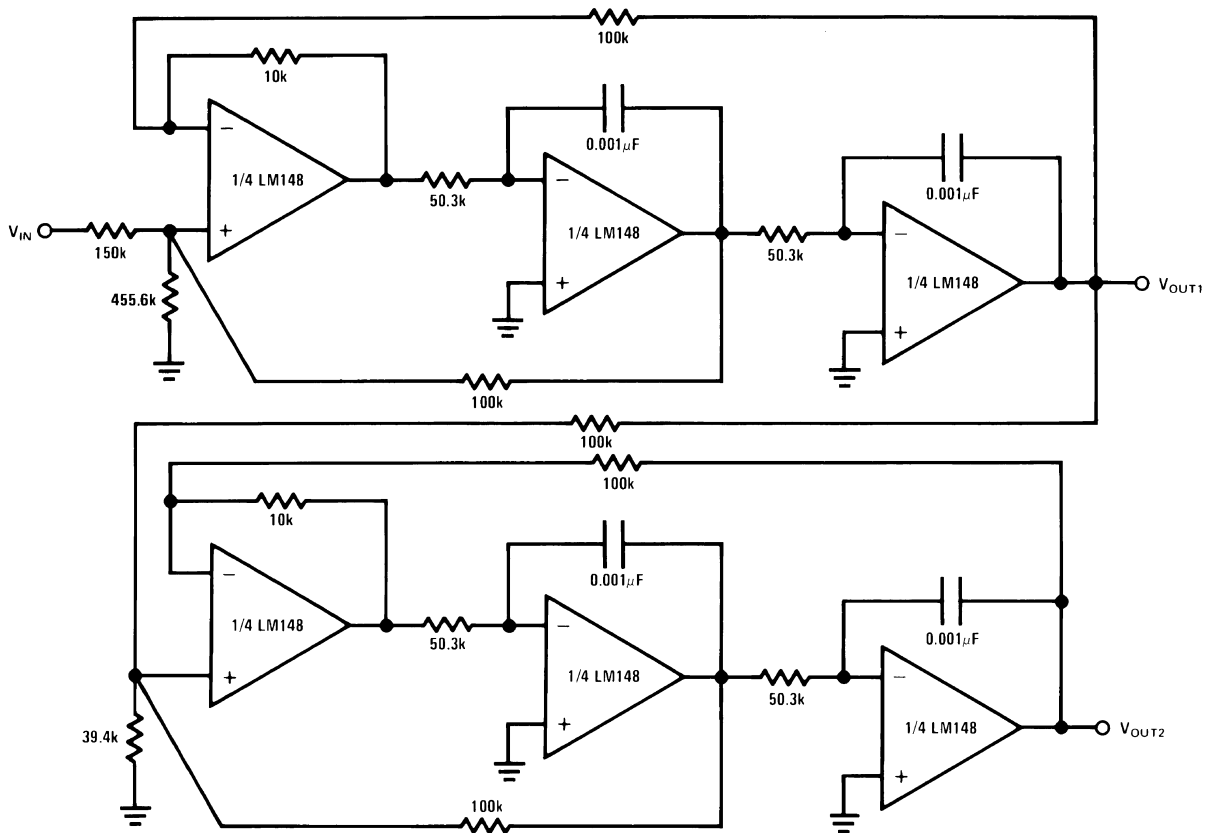 100k
10k
−
1/4 LM148
+
V_IN
150k
455.6k
50.3k
0.001μF
−
1/4 LM148
+
50.3k
0.001μF
−
1/4 LM148
+
V_OUT1
100k
100k
100k
10k
−
1/4 LM148
+
39.4k
50.3k
0.001μF
−
1/4 LM148
+
50.3k
0.001μF
−
1/4 LM148
+
V_OUT2
100k